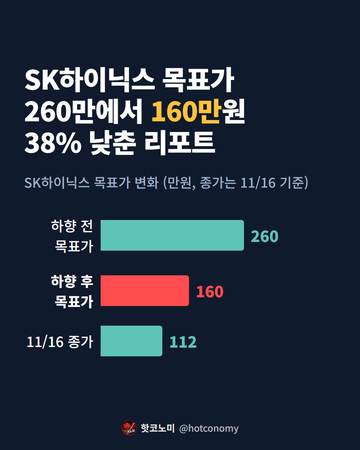 SK하이닉스 목표가
260만에서 160만원
38% 낮춘 리포트
SK하이닉스 목표가 변화 (만원, 종가는 11/16 기준)
하향 전
목표가
260
하향 후
목표가
160
11/16 종가
112
핫코노미 @hotconomy